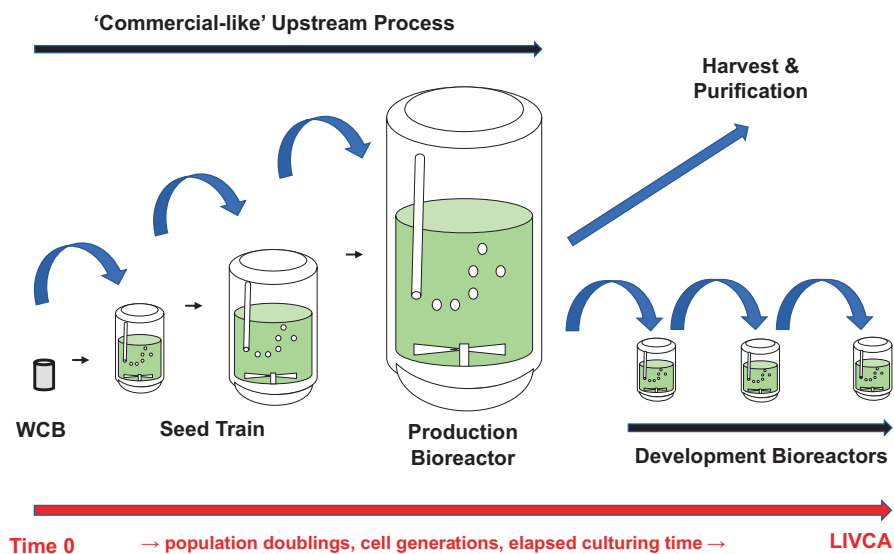 ‘Commercial-like’ Upstream Process
Harvest &
Purification
WCB
Seed Train
Production
Bioreactor
Development Bioreactors
Time 0
→ population doublings, cell generations, elapsed culturing time →
LIVCA